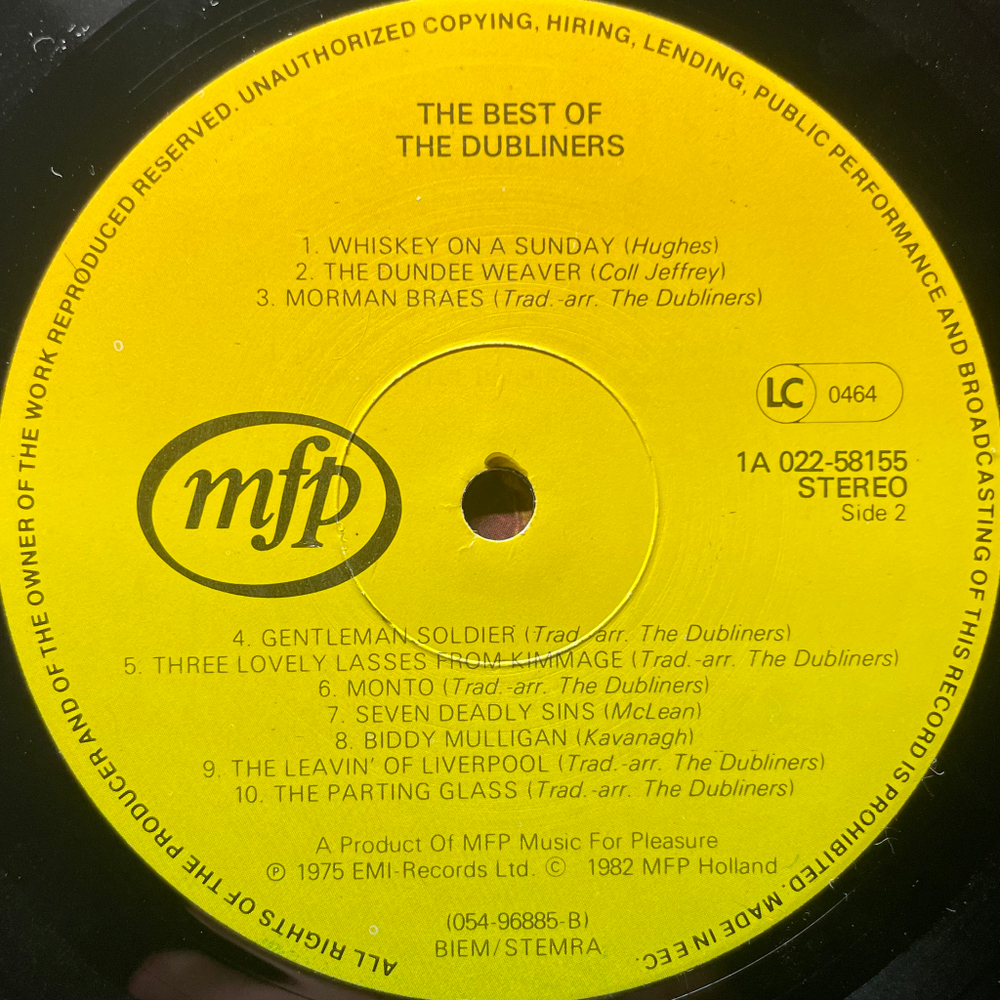 ALL RIGHTS OF THE PRODUCER AND OF THE OWNER OF THE WORK REPRODUCED RESERVED. UNAUTHORIZED COPYING, HIRING, LENDING, PUBLIC PERFORMANCE AND BROADCASTING OF THIS RECORD IS PROHIBITED. MADE IN EEC.
THE BEST OF
THE DUBLINERS
1. WHISKEY ON A SUNDAY (Hughes)
2. THE DUNDEE WEAVER (Coll Jeffrey)
3. MORMAN BRAES (Trad.-arr. The Dubliners)
LC 0464
mfp
1A 022-58155
STEREO
Side 2
4. GENTLEMAN SOLDIER (Trad.-arr. The Dubliners)
5. THREE LOVELY LASSES FROM KIMMAGE (Trad.-arr. The Dubliners)
6. MONTO (Trad.-arr. The Dubliners)
7. SEVEN DEADLY SINS (McLean)
8. BIDDY MULLIGAN (Kavanagh)
9. THE LEAVIN' OF LIVERPOOL (Trad.-arr. The Dubliners)
10. THE PARTING GLASS (Trad.-arr. The Dubliners)
A Product Of MFP Music For Pleasure
℗ 1975 EMI-Records Ltd. © 1982 MFP Holland
(054-96885-B)
BIEM/STEMRA